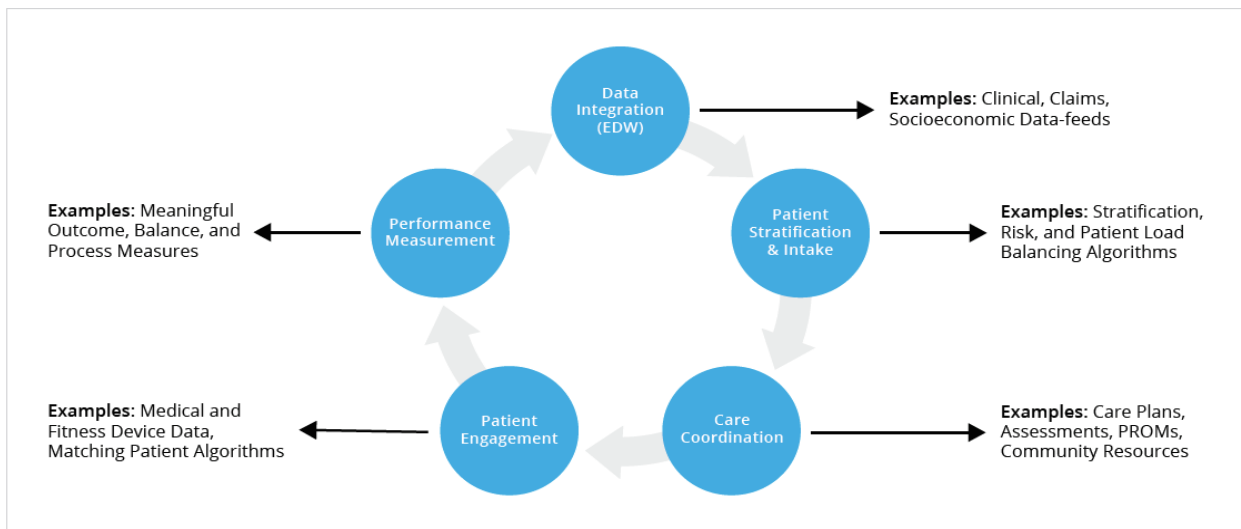 Data
Integration
(EDW)
Examples: Clinical, Claims,
Socioeconomic Data-feeds
Patient
Stratification
& Intake
Examples: Stratification,
Risk, and Patient Load
Balancing Algorithms
Care
Coordination
Examples: Care Plans,
Assessments, PROMs,
Community Resources
Patient
Engagement
Examples: Medical and
Fitness Device Data,
Matching Patient Algorithms
Performance
Measurement
Examples: Meaningful
Outcome, Balance, and
Process Measures